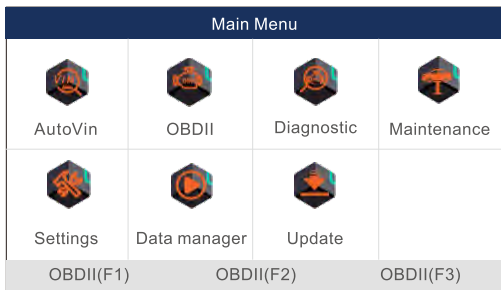 Main Menu
AutoVin OBDII Diagnostic Maintenance
Settings Data manager Update
OBDII(F1) OBDII(F2) OBDII(F3)